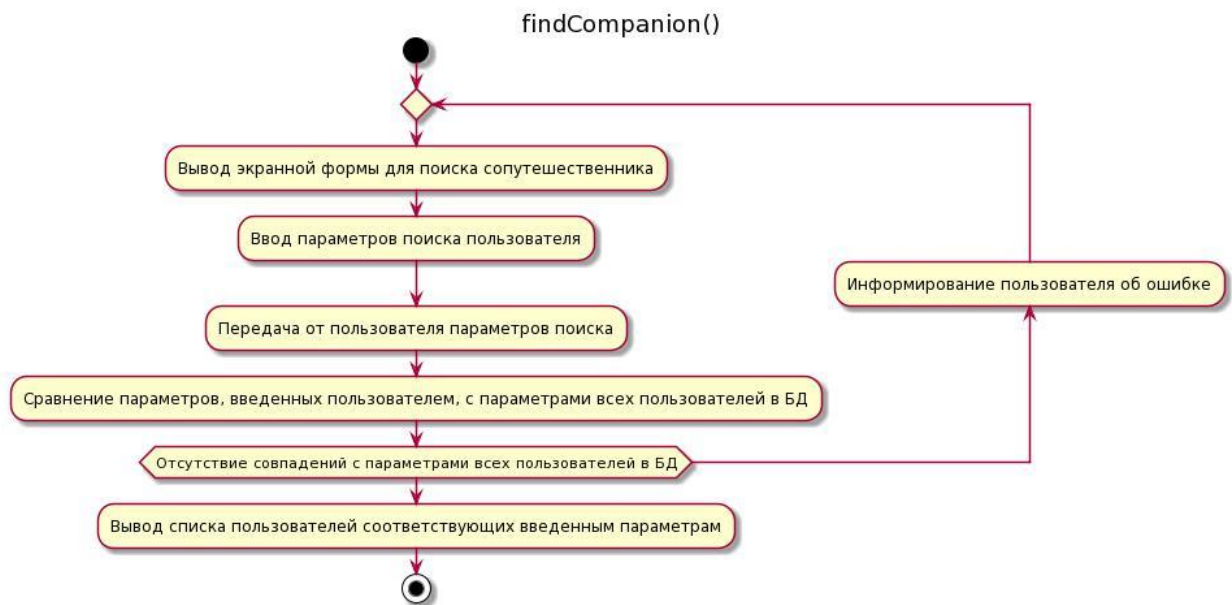 findCompanion()
Вывод экранной формы для поиска сопутешественника
Ввод параметров поиска пользователя
Информирование пользователя об ошибке
Передача от пользователя параметров поиска
Сравнение параметров, введенных пользователем, с параметрами всех пользователей в БД
Отсутствие совпадений с параметрами всех пользователей в БД
Вывод списка пользователей соответствующих введенным параметрам